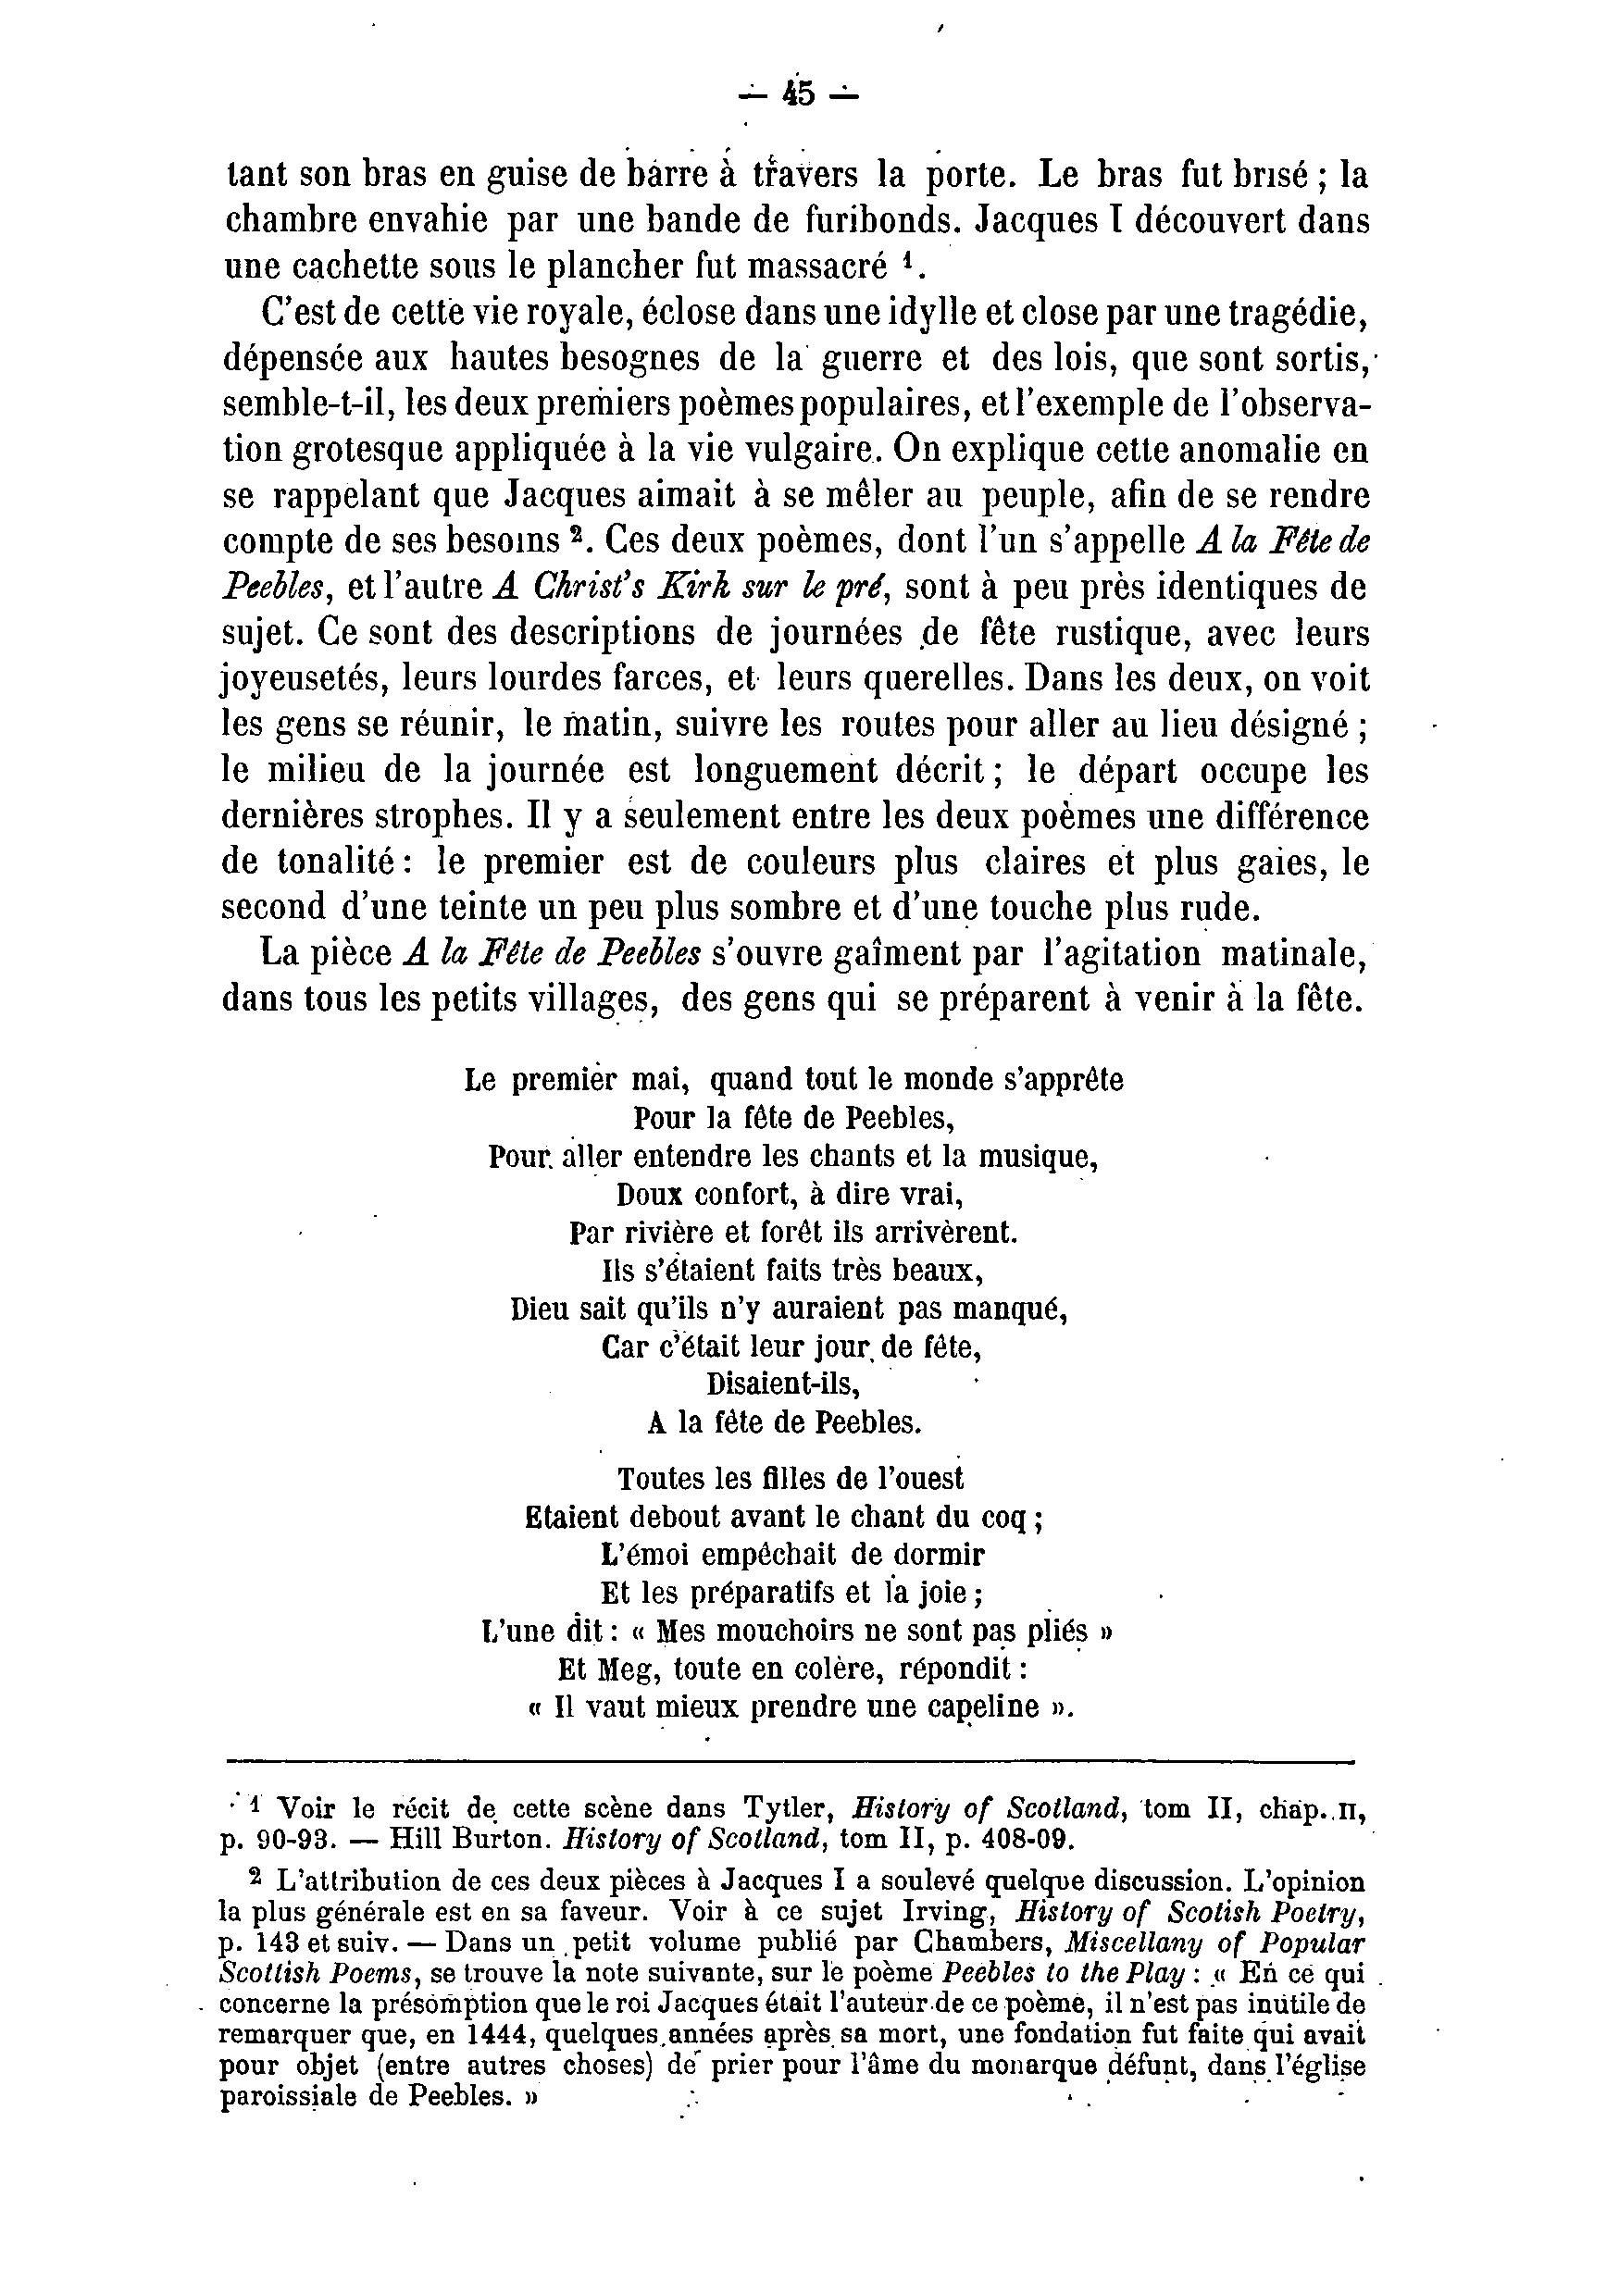 — 45 —
tant son bras en guise de barre à travers la porte. Le bras fut brisé ; la
chambre envahie par une bande de furibonds. Jacques I découvert dans
une cachette sous le plancher fut massacré 1.
C'est de cette vie royale, éclose dans une idylle et close par une tragédie,
dépensée aux hautes besognes de la guerre et des lois, que sont sortis,
semble-t-il, les deux premiers poèmes populaires, et l'exemple de l'observa-
tion grotesque appliquée à la vie vulgaire. On explique cette anomalie en
se rappelant que Jacques aimait à se mêler au peuple, afin de se rendre
compte de ses besoins 2. Ces deux poèmes, dont l'un s'appelle A la Fête de
Peebles, et l'autre A Christ's Kirk sur le pré, sont à peu près identiques de
sujet. Ce sont des descriptions de journées de fête rustique, avec leurs
joyeusetés, leurs lourdes farces, et leurs querelles. Dans les deux, on voit
les gens se réunir, le matin, suivre les routes pour aller au lieu désigné ;
le milieu de la journée est longuement décrit ; le départ occupe les
dernières strophes. Il y a seulement entre les deux poèmes une différence
de tonalité : le premier est de couleurs plus claires et plus gaies, le
second d'une teinte un peu plus sombre et d'une touche plus rude.
La pièce A la Fête de Peebles s'ouvre gaîment par l'agitation matinale,
dans tous les petits villages, des gens qui se préparent à venir à la fête.
Le premier mai, quand tout le monde s'apprête
Pour la fête de Peebles,
Pour aller entendre les chants et la musique,
Doux confort, à dire vrai,
Par rivière et forêt ils arrivèrent.
Ils s'étaient faits très beaux,
Dieu sait qu'ils n'y auraient pas manqué,
Car c'était leur jour de fête,
Disaient-ils,
A la fête de Peebles.
Toutes les filles de l'ouest
Etaient debout avant le chant du coq ;
L'émoi empêchait de dormir
Et les préparatifs et la joie ;
L'une dit : « Mes mouchoirs ne sont pas pliés »
Et Meg, toute en colère, répondit :
« Il vaut mieux prendre une capeline ».
1 Voir le récit de cette scène dans Tytler, History of Scotland, tom II, chap. II,
p. 90-93. — Hill Burton. History of Scotland, tom II, p. 408-09.
2 L'attribution de ces deux pièces à Jacques I a soulevé quelque discussion. L'opinion
la plus générale est en sa faveur. Voir à ce sujet Irving, History of Scotish Poetry,
p. 143 et suiv. — Dans un petit volume publié par Chambers, Miscellany of Popular
Scottish Poems, se trouve la note suivante, sur le poème Peebles to the Play : « En ce qui
concerne la présomption que le roi Jacques était l'auteur de ce poème, il n'est pas inutile de
remarquer que, en 1444, quelques années après sa mort, une fondation fut faite qui avait
pour objet (entre autres choses) de prier pour l'âme du monarque défunt, dans l'église
paroissiale de Peebles. »